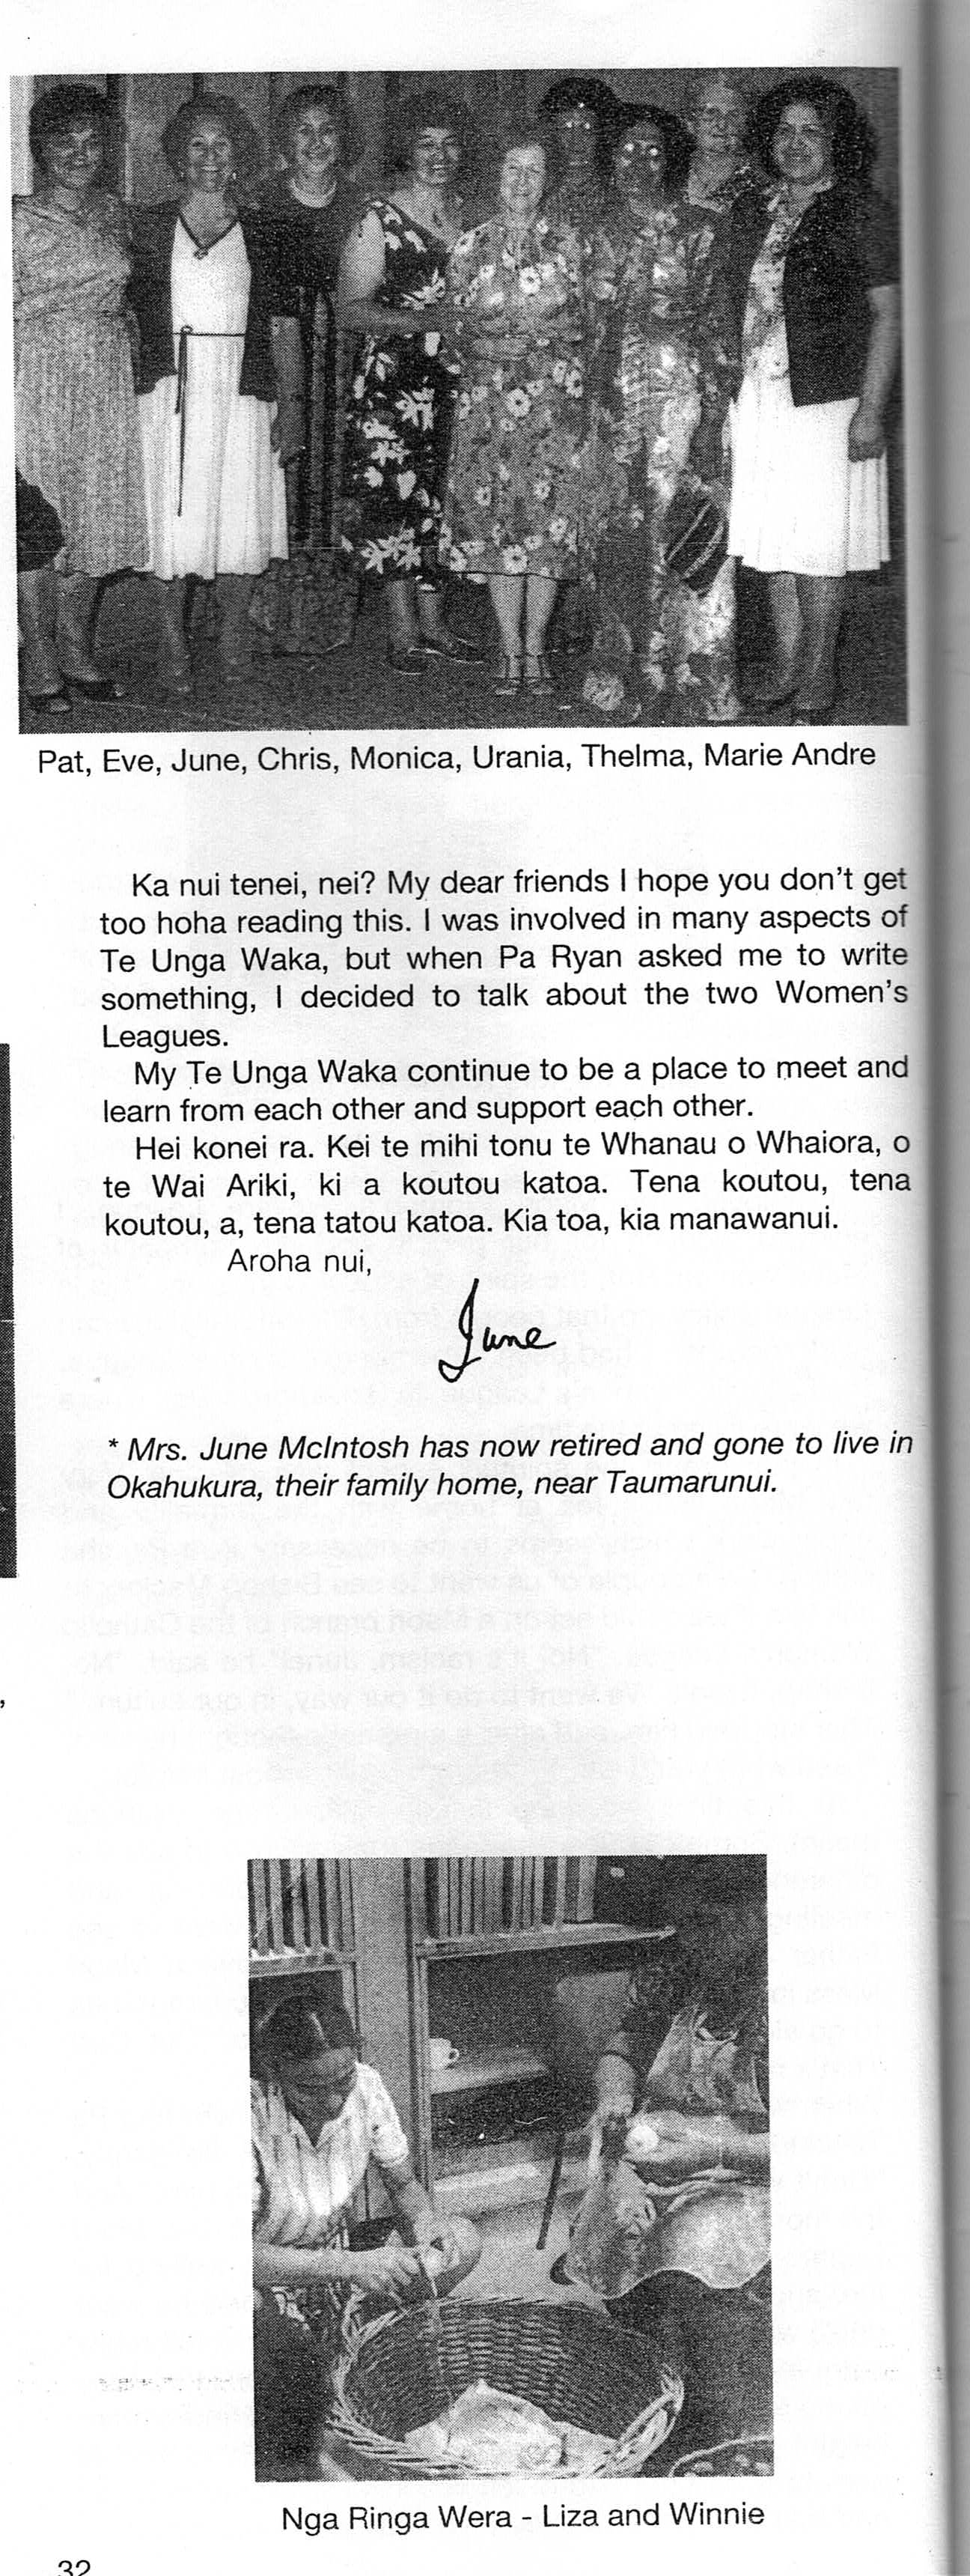 Pat, Eve, June, Chris, Monica, Urania, Thelma, Marie Andre
Ka nui tenei, nei? My dear friends I hope you don't get
too hoha reading this. I was involved in many aspects of
Te Unga Waka, but when Pa Ryan asked me to write
something, I decided to talk about the two Women's
Leagues.
My Te Unga Waka continue to be a place to meet and
learn from each other and support each other.
Hei konei ra. Kei te mihi tonu te Whanau o Whaiora, o
te Wai Ariki, ki a koutou katoa. Tena koutou, tena
koutou, a, tena tatou katoa. Kia toa, kia manawanui.
Aroha nui,
June
* Mrs. June McIntosh has now retired and gone to live in
Okahukura, their family home, near Taumarunui.
Nga Ringa Wera - Liza and Winnie
32